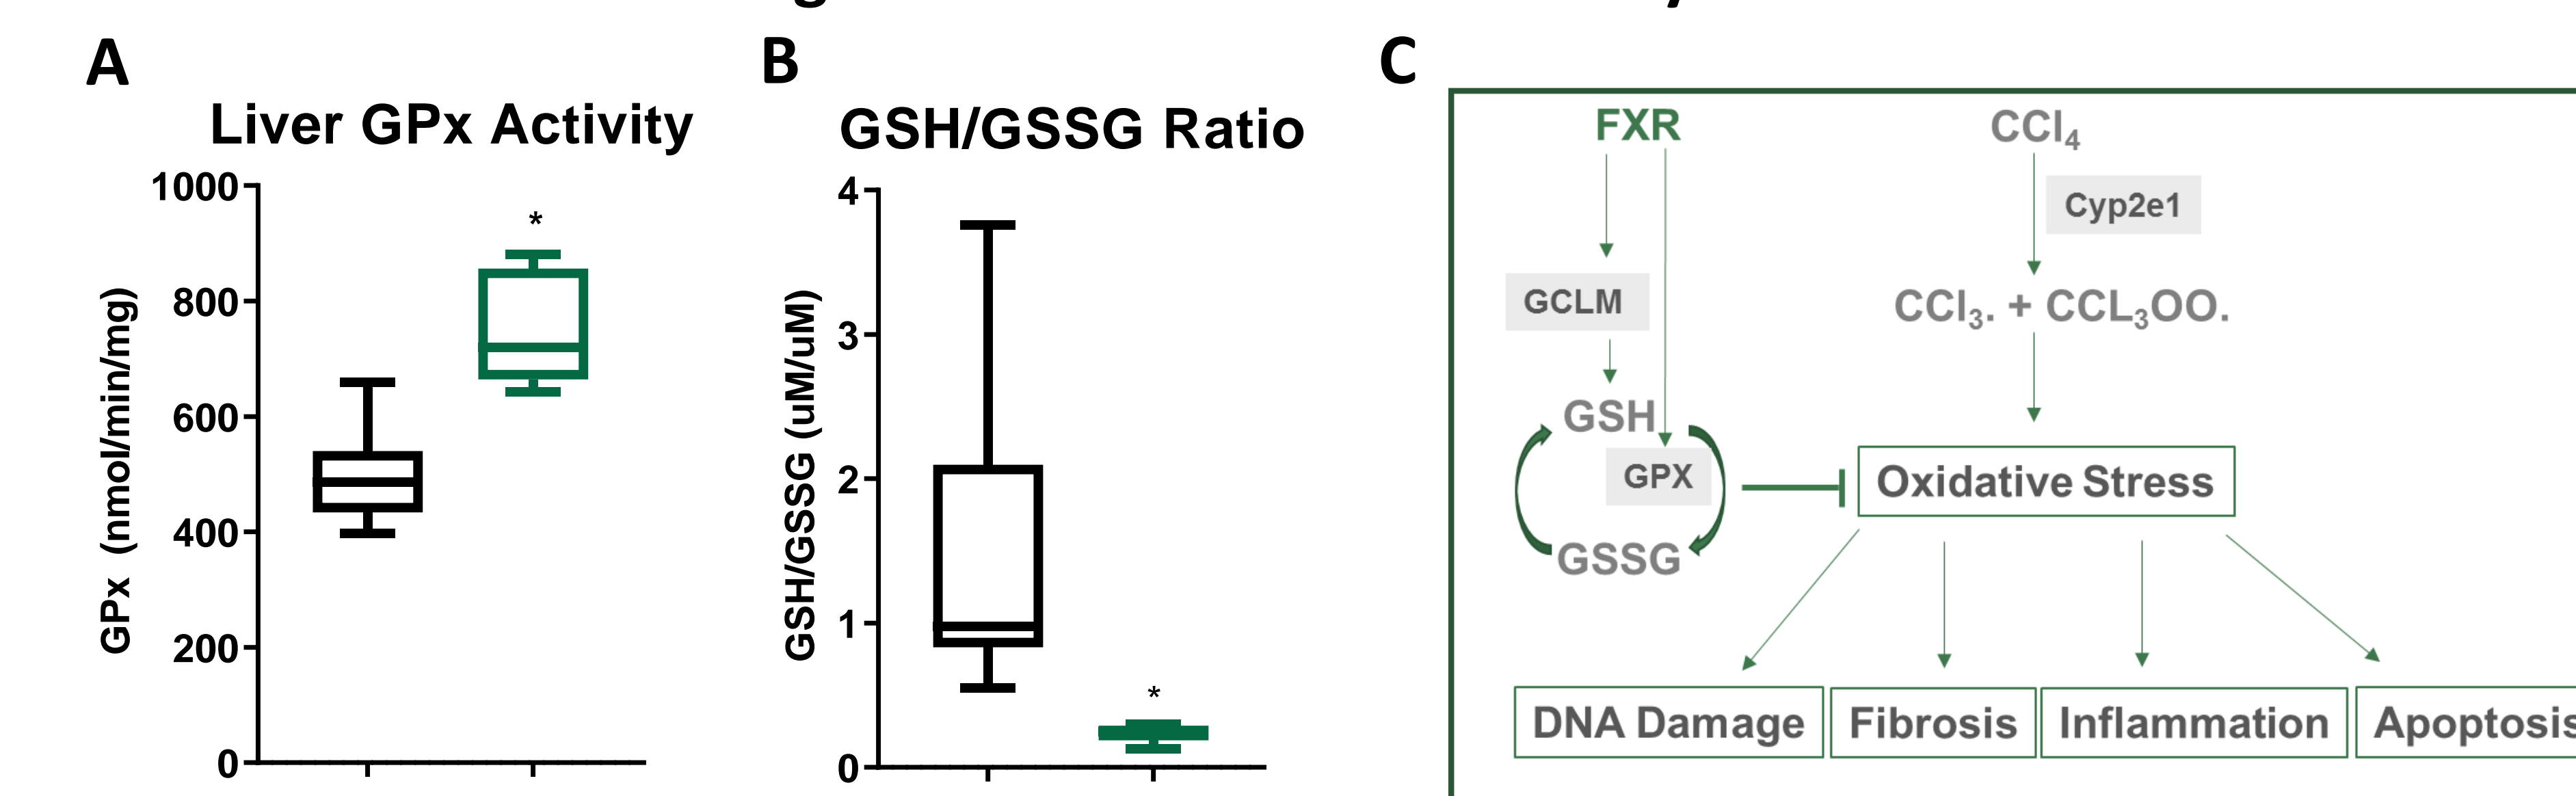 A
Liver GPx Activity
GPx (nmol/min/mg)
1000
800
600
400
200
0
*
B
GSH/GSSG Ratio
GSH/GSSG (uM/uM)
4
3
2
1
0
*
C
FXR
CCl₄
Cyp2e1
GCLM
CCl₃. + CCL₃OO.
GSH
GPX
Oxidative Stress
GSSG
DNA Damage
Fibrosis
Inflammation
Apoptosis